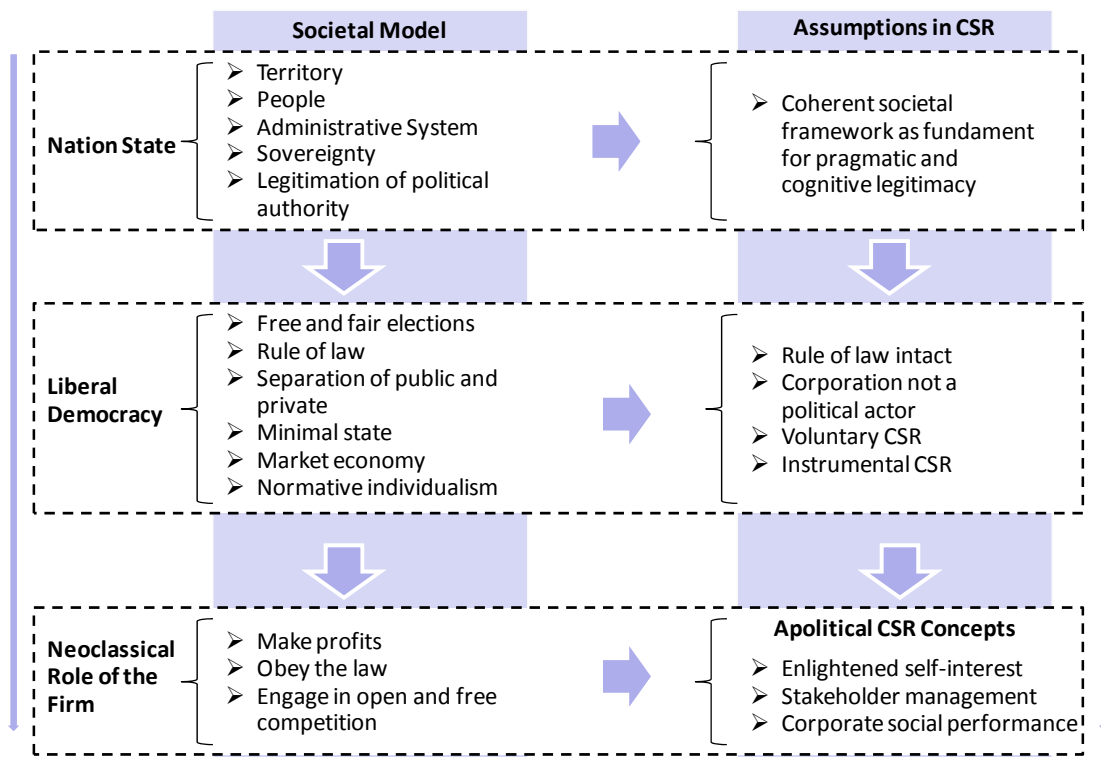 Societal Model
Assumptions in CSR
Nation State
➢ Territory
➢ People
➢ Administrative System
➢ Sovereignty
➢ Legitimation of political
authority
➢ Coherent societal
framework as fundament
for pragmatic and
cognitive legitimacy
Liberal
Democracy
➢ Free and fair elections
➢ Rule of law
➢ Separation of public and
private
➢ Minimal state
➢ Market economy
➢ Normative individualism
➢ Rule of law intact
➢ Corporation not a
political actor
➢ Voluntary CSR
➢ Instrumental CSR
Neoclassical
Role of the
Firm
➢ Make profits
➢ Obey the law
➢ Engage in open and free
competition
Apolitical CSR Concepts
➢ Enlightened self-interest
➢ Stakeholder management
➢ Corporate social performance